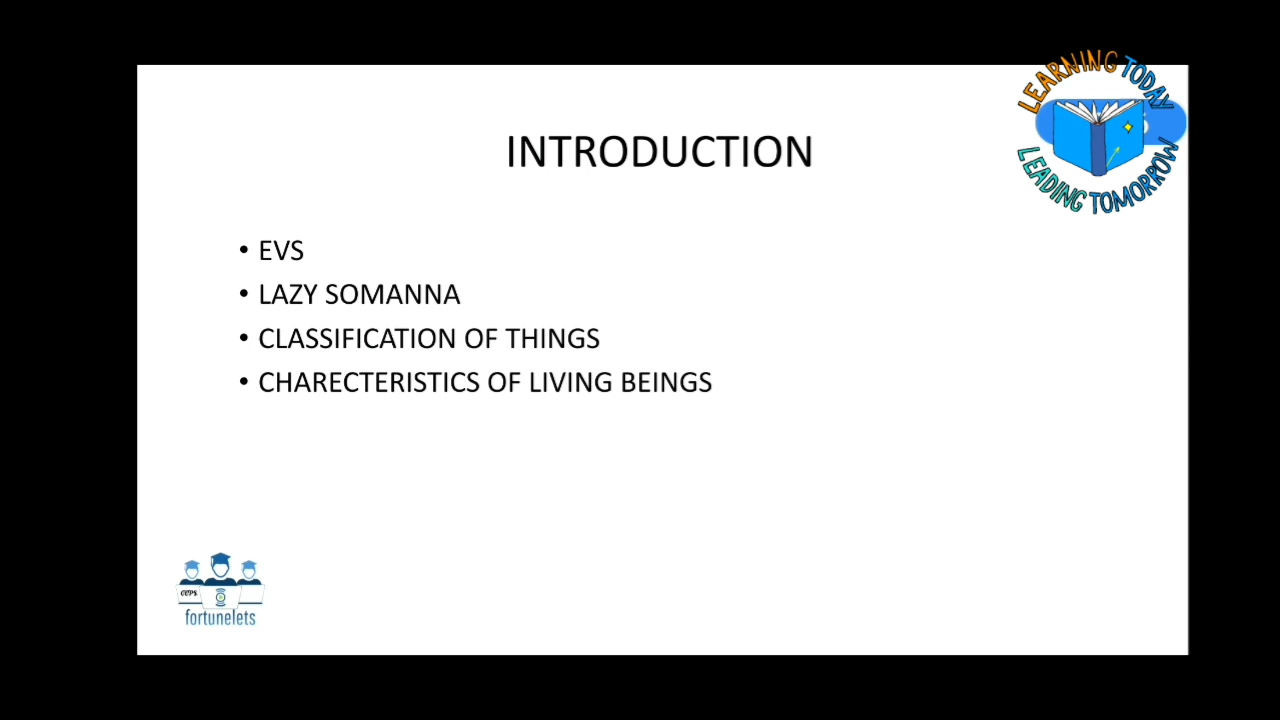 LEARNING TODAY
LEADING TOMORROW
INTRODUCTION
• EVS
• LAZY SOMANNA
• CLASSIFICATION OF THINGS
• CHARECTERISTICS OF LIVING BEINGS
fortunelets